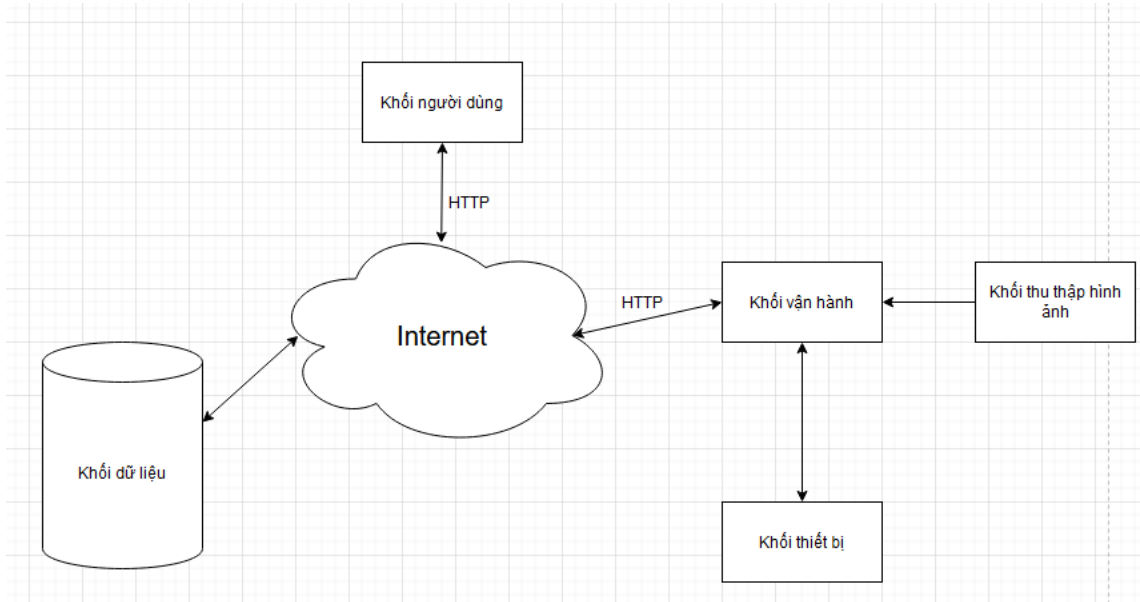 Khối người dùng
HTTP
Internet
HTTP
Khối vận hành
Khối thu thập hình
ảnh
Khối dữ liệu
Khối thiết bị